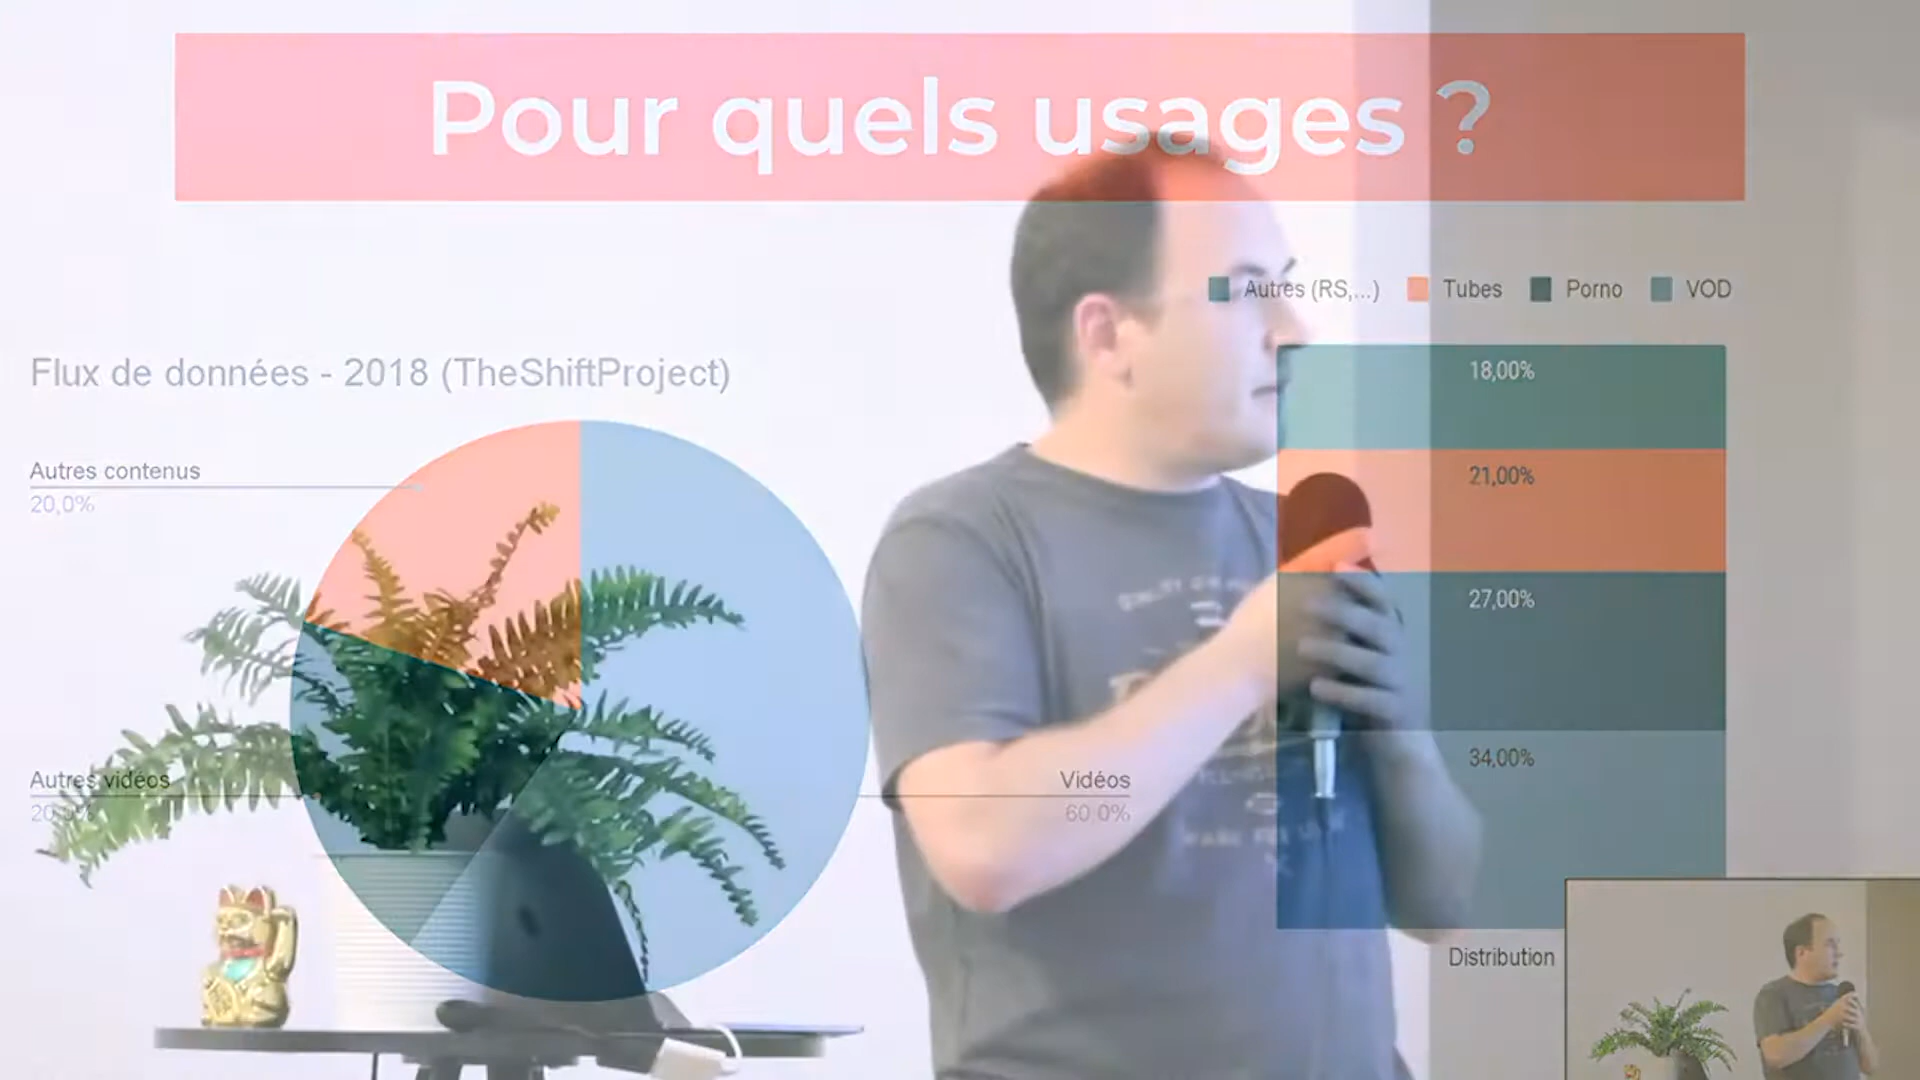 Pour quels usages ?
Autres (RS,...) Tubes Porno VOD
Flux de données - 2018 (TheShiftProject)
Autres contenus
20,0%
Autres vidéos
Vidéos
60,0%
18,00%
21,00%
27,00%
34,00%
Distribution